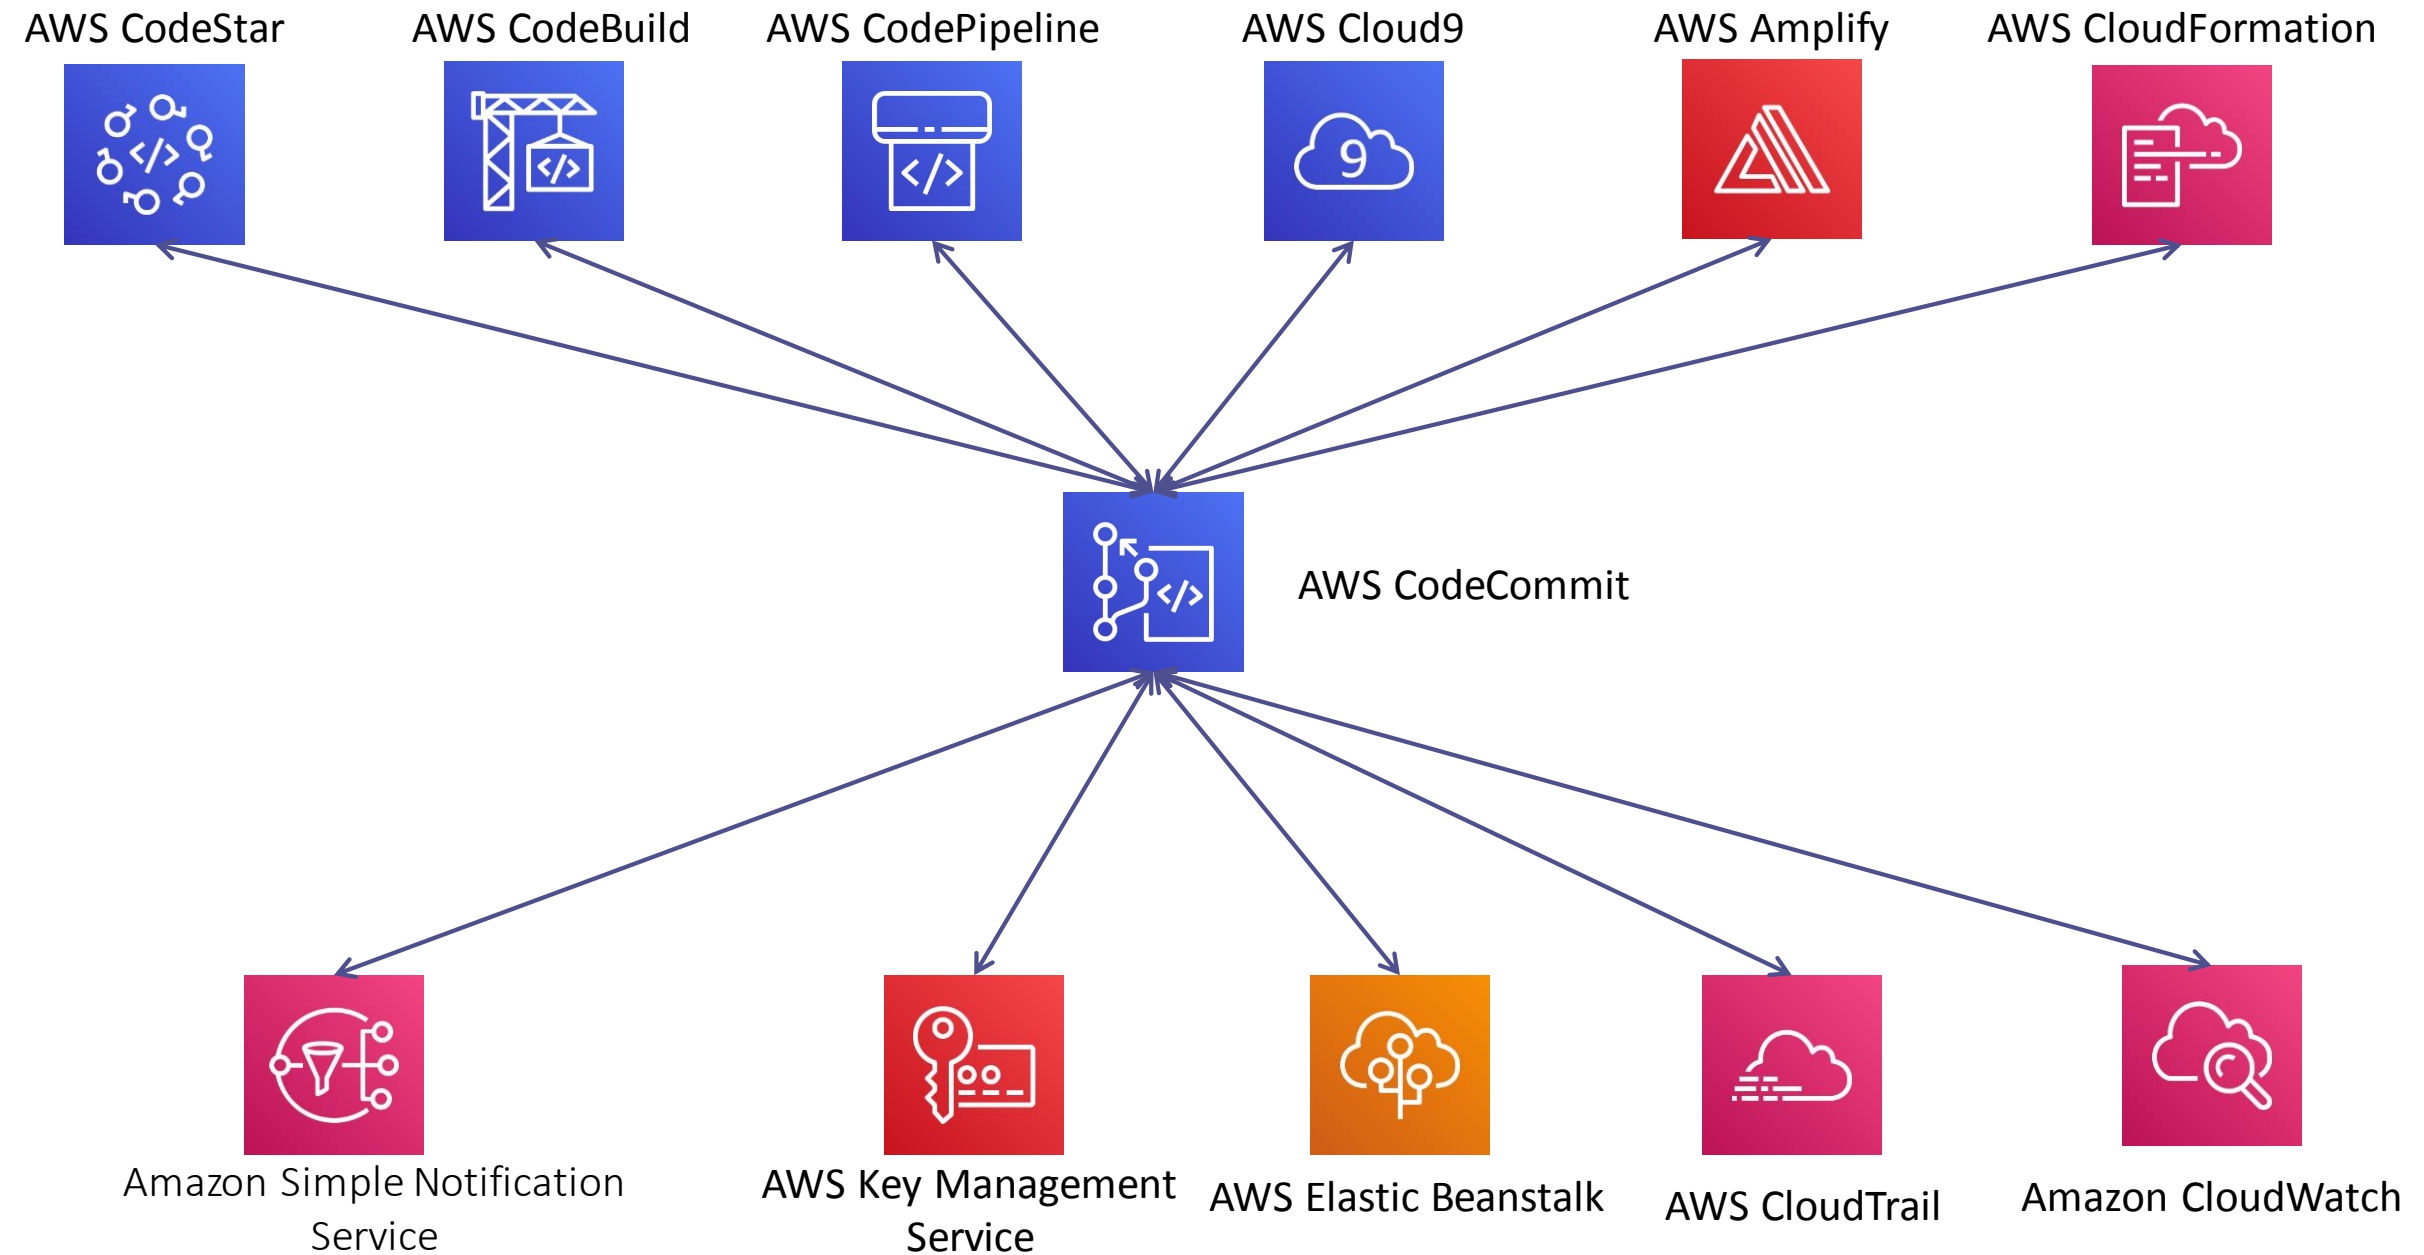 AWS CodeStar
AWS CodeBuild
AWS CodePipeline
AWS Cloud9
AWS Amplify
AWS CloudFormation
</>
</>
</>
9
</>
AWS CodeCommit
Amazon Simple Notification
Service
AWS Key Management
Service
AWS Elastic Beanstalk
AWS CloudTrail
Amazon CloudWatch